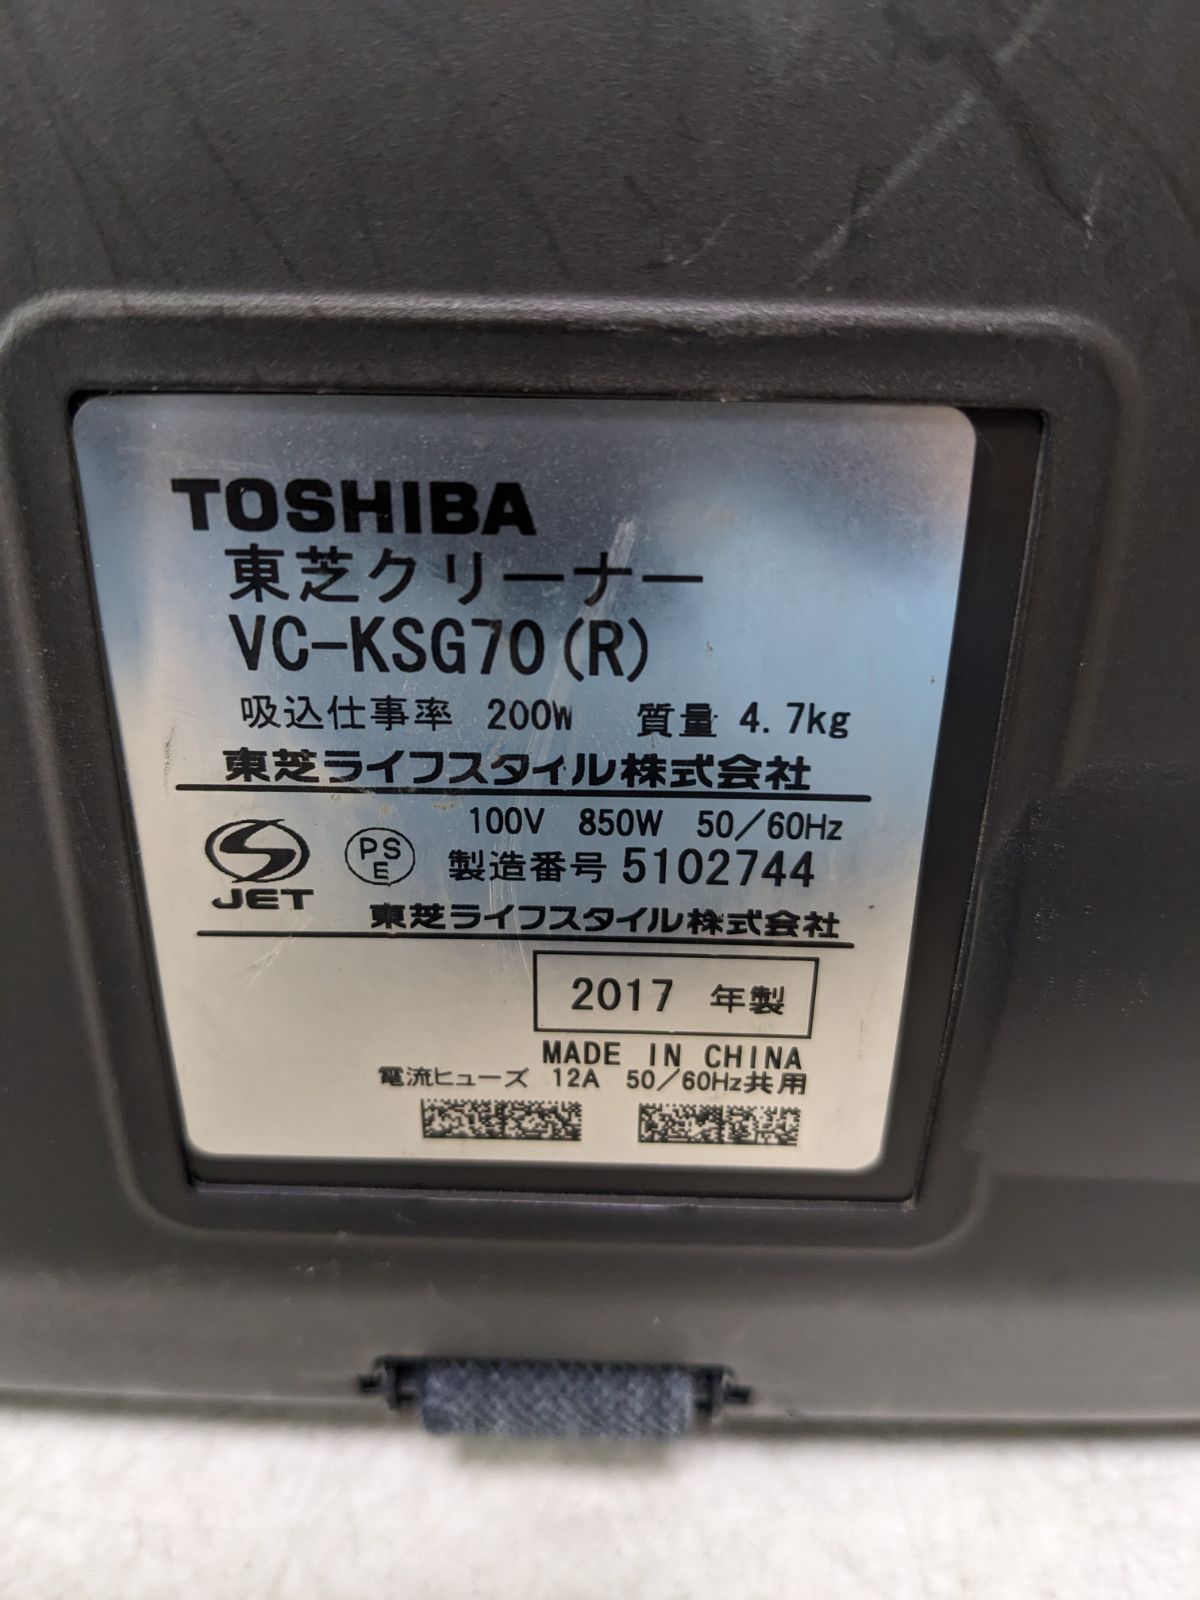 TOSHIBA
東芝クリーナー
VC-KSG70(R)
吸込仕事率 200W 質量 4.7kg
東芝ライフスタイル株式会社
100V 850W 50/60Hz
JET PSE 製造番号 5102744
東芝ライフスタイル株式会社
2017 年製
MADE IN CHINA
電流ヒューズ 12A 50/60Hz共用